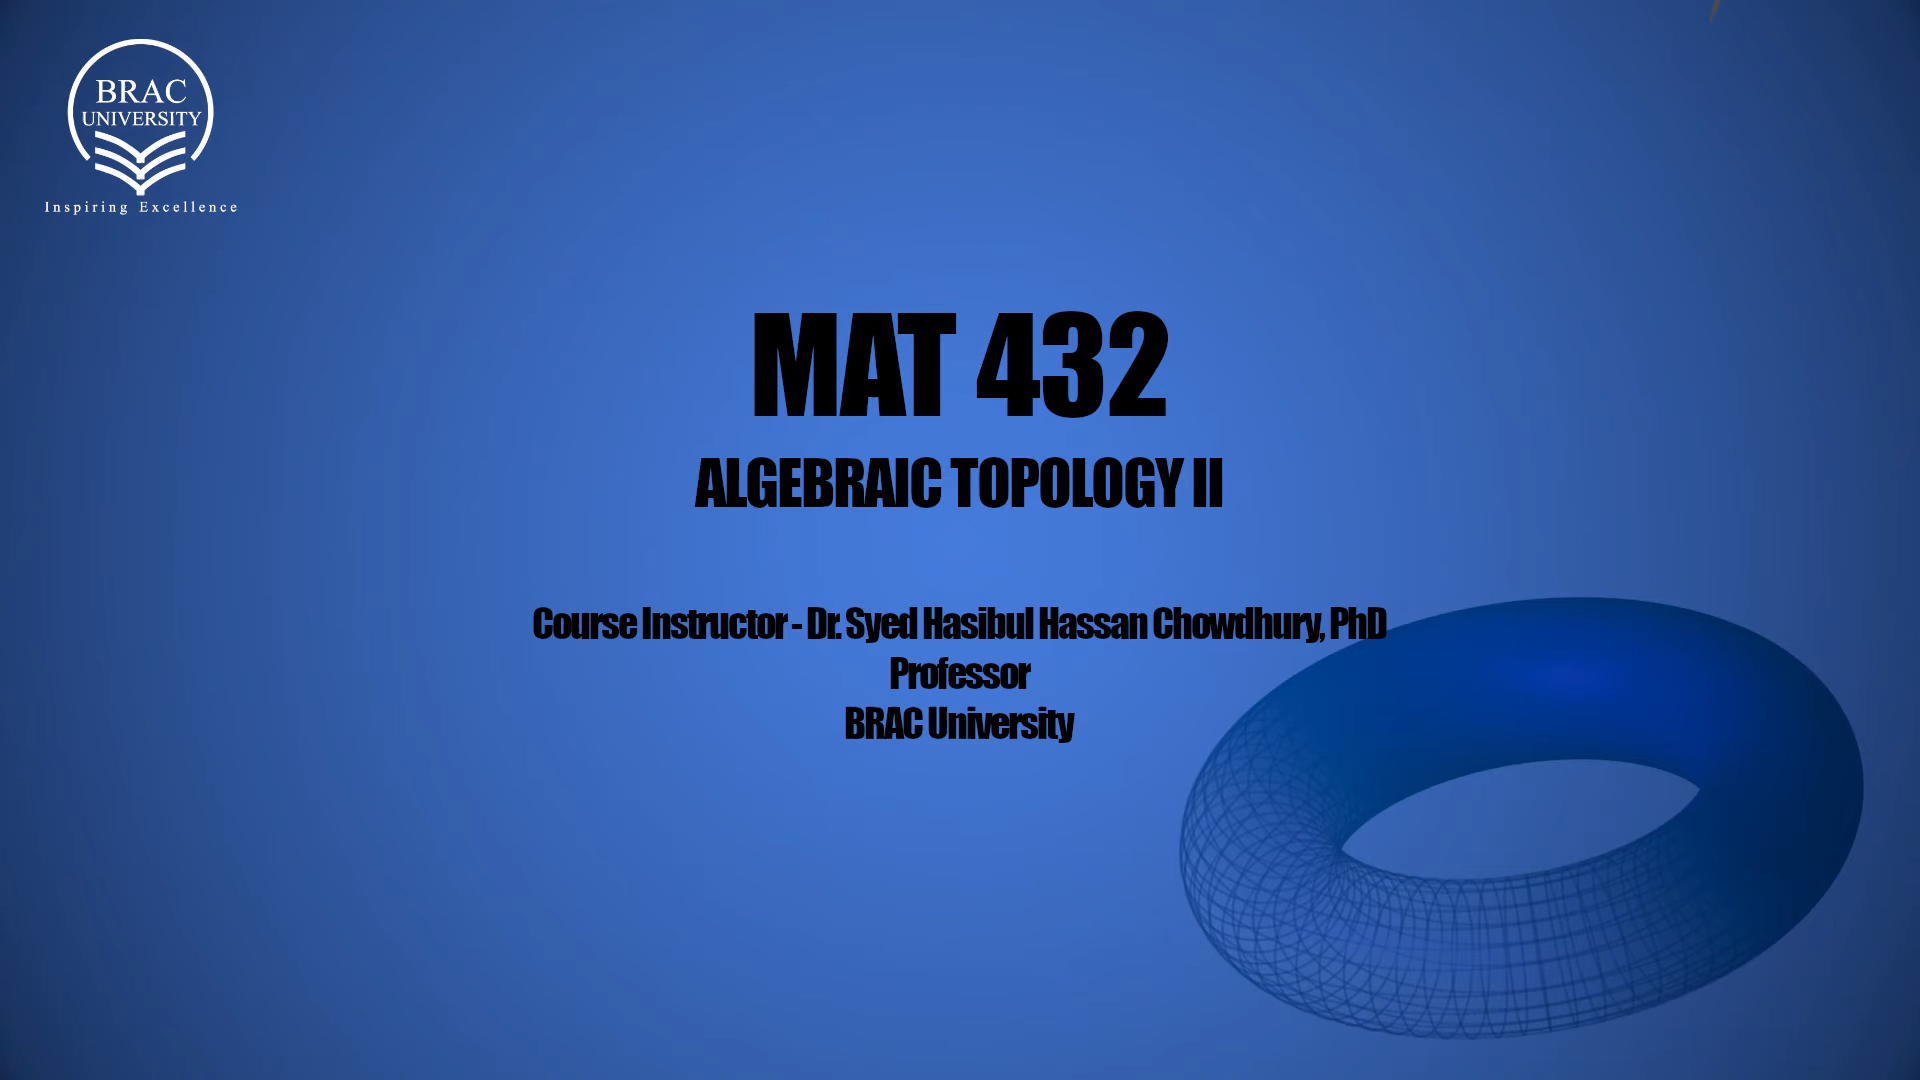 BRAC
UNIVERSITY
Inspiring Excellence
MAT 432
ALGEBRAIC TOPOLOGY II
Course Instructor - Dr. Syed Hasibul Hassan Chowdhury, PhD
Professor
BRAC University